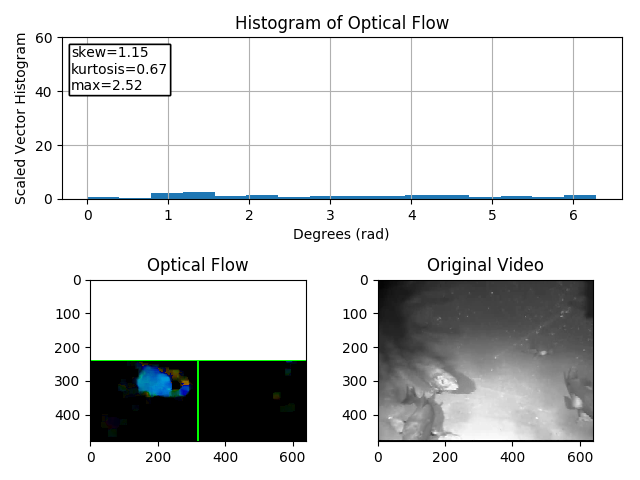 Histogram of Optical Flow
skew=1.15
kurtosis=0.67
max=2.52
Scaled Vector Histogram
60
40
20
0
0 1 2 3 4 5 6
Degrees (rad)
Optical Flow
0
100
200
300
400
0 200 400 600
Original Video
0
100
200
300
400
0 200 400 600